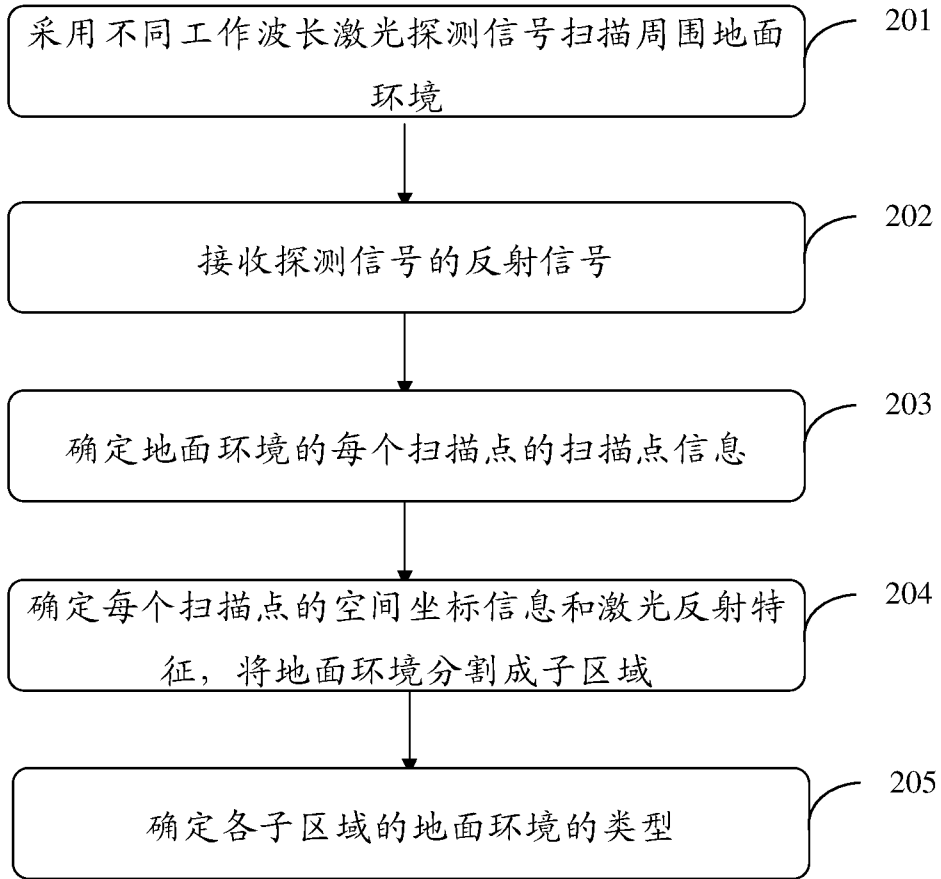 采用不同工作波长激光探测信号扫描周围地面
环境
201
接收探测信号的反射信号
202
确定地面环境的每个扫描点的扫描点信息
203
确定每个扫描点的空间坐标信息和激光反射特
征，将地面环境分割成子区域
204
确定各子区域的地面环境的类型
205